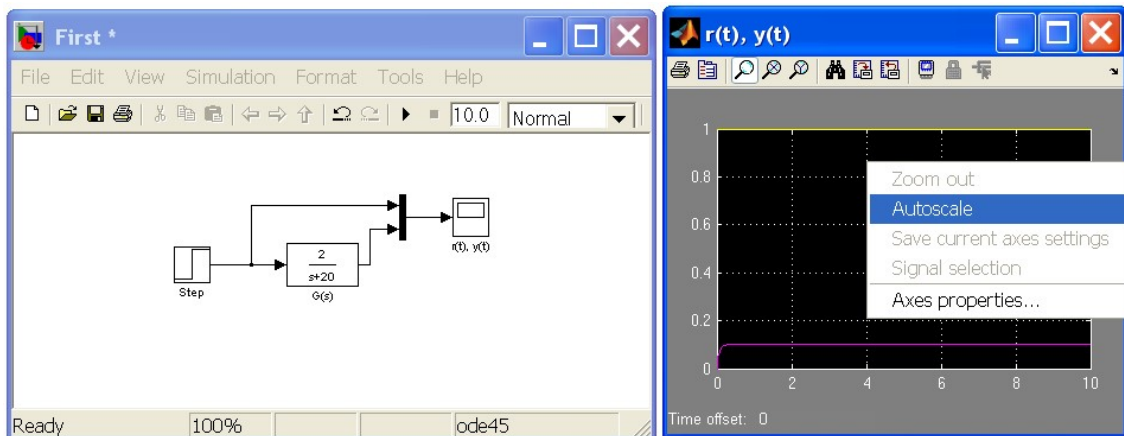 First *
File Edit View Simulation Format Tools Help
10.0 Normal
2
s+20
G(s)
Step
r(t), y(t)
Ready 100% ode45
r(t), y(t)
1
0.8
0.6
0.4
0.2
0
0 2 4 6 8 10
Zoom out
Autoscale
Save current axes settings
Signal selection
Axes properties...
Time offset: 0